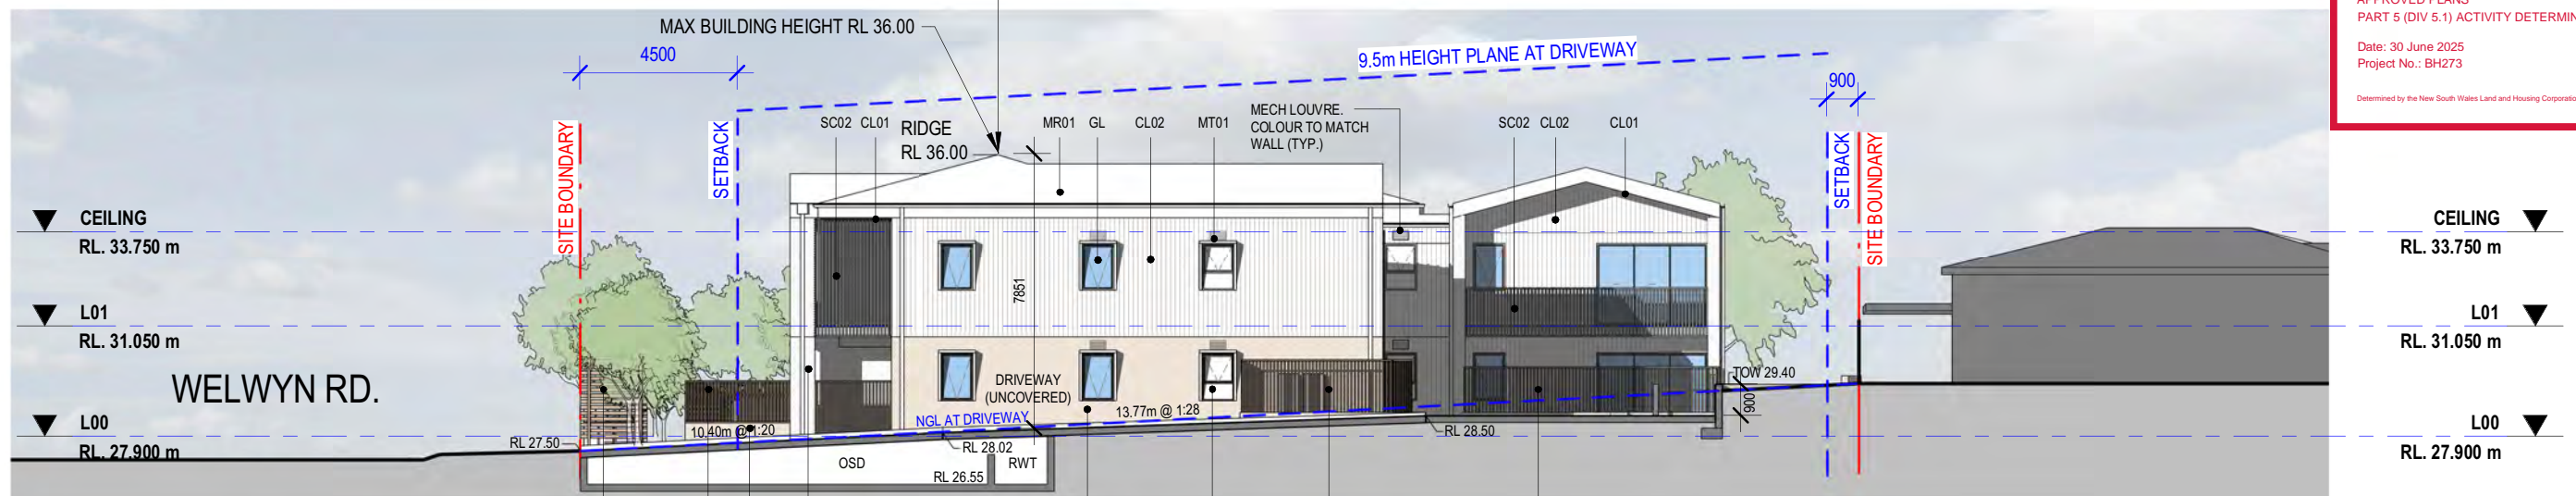 APPROVED PLANS
PART 5 (DIV 5.1) ACTIVITY DETERMIN
Date: 30 June 2025
Project No.: BH273
Determined by the New South Wales Land and Housing Corporatio
MAX BUILDING HEIGHT RL 36.00
4500
9.5m HEIGHT PLANE AT DRIVEWAY
900
SITE BOUNDARY
SETBACK
SC02
CL01
RIDGE
RL 36.00
MR01
GL
CL02
MT01
MECH LOUVRE.
COLOUR TO MATCH
WALL (TYP.)
SC02
CL02
CL01
SETBACK
SITE BOUNDARY
CEILING
RL. 33.750 m
CEILING
RL. 33.750 m
7851
L01
RL. 31.050 m
L01
RL. 31.050 m
WELWYN RD.
DRIVEWAY
(UNCOVERED)
TOW 29.40
900
NGL AT DRIVEWAY
13.77m @ 1:28
10.40m @ 1:20
L00
RL. 27.900 m
RL 27.50
RL 28.02
RL 28.50
L00
RL. 27.900 m
OSD
RWT
RL 26.55